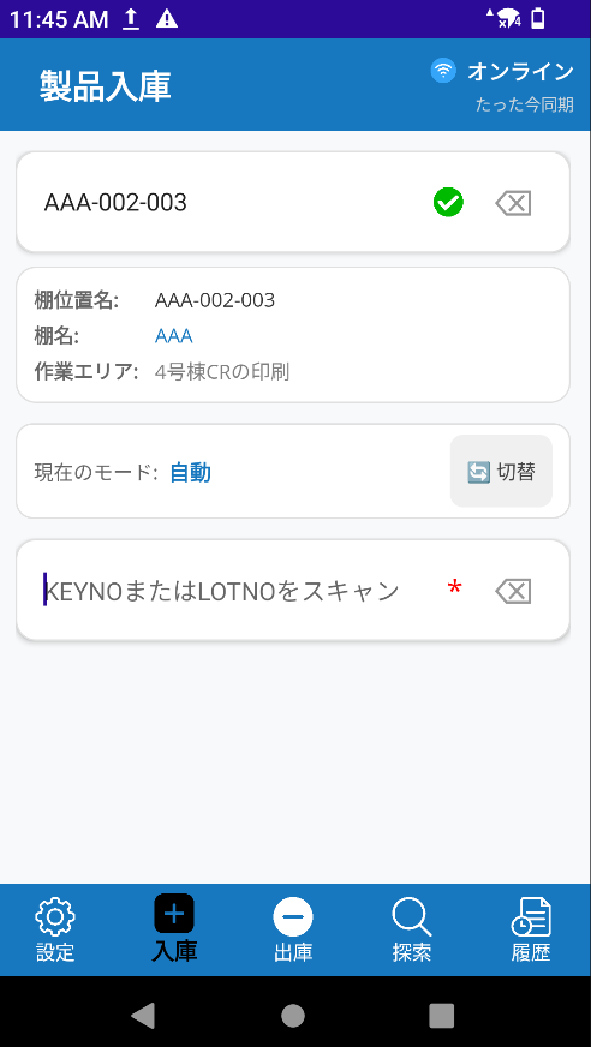 11:45 AM
製品入庫
オンライン
たった今同期
AAA-002-003
棚位置名: AAA-002-003
棚名: AAA
作業エリア: 4号棟CRの印刷
現在のモード: 自動
切替
KEYNOまたはLOTNOをスキャン *
設定
入庫
出庫
探索
履歴